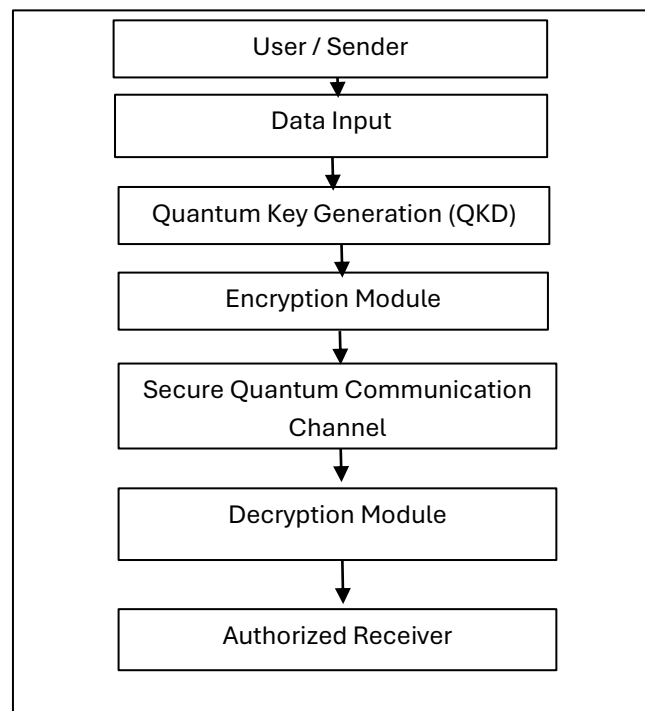 User / Sender
Data Input
Quantum Key Generation (QKD)
Encryption Module
Secure Quantum Communication
Channel
Decryption Module
Authorized Receiver